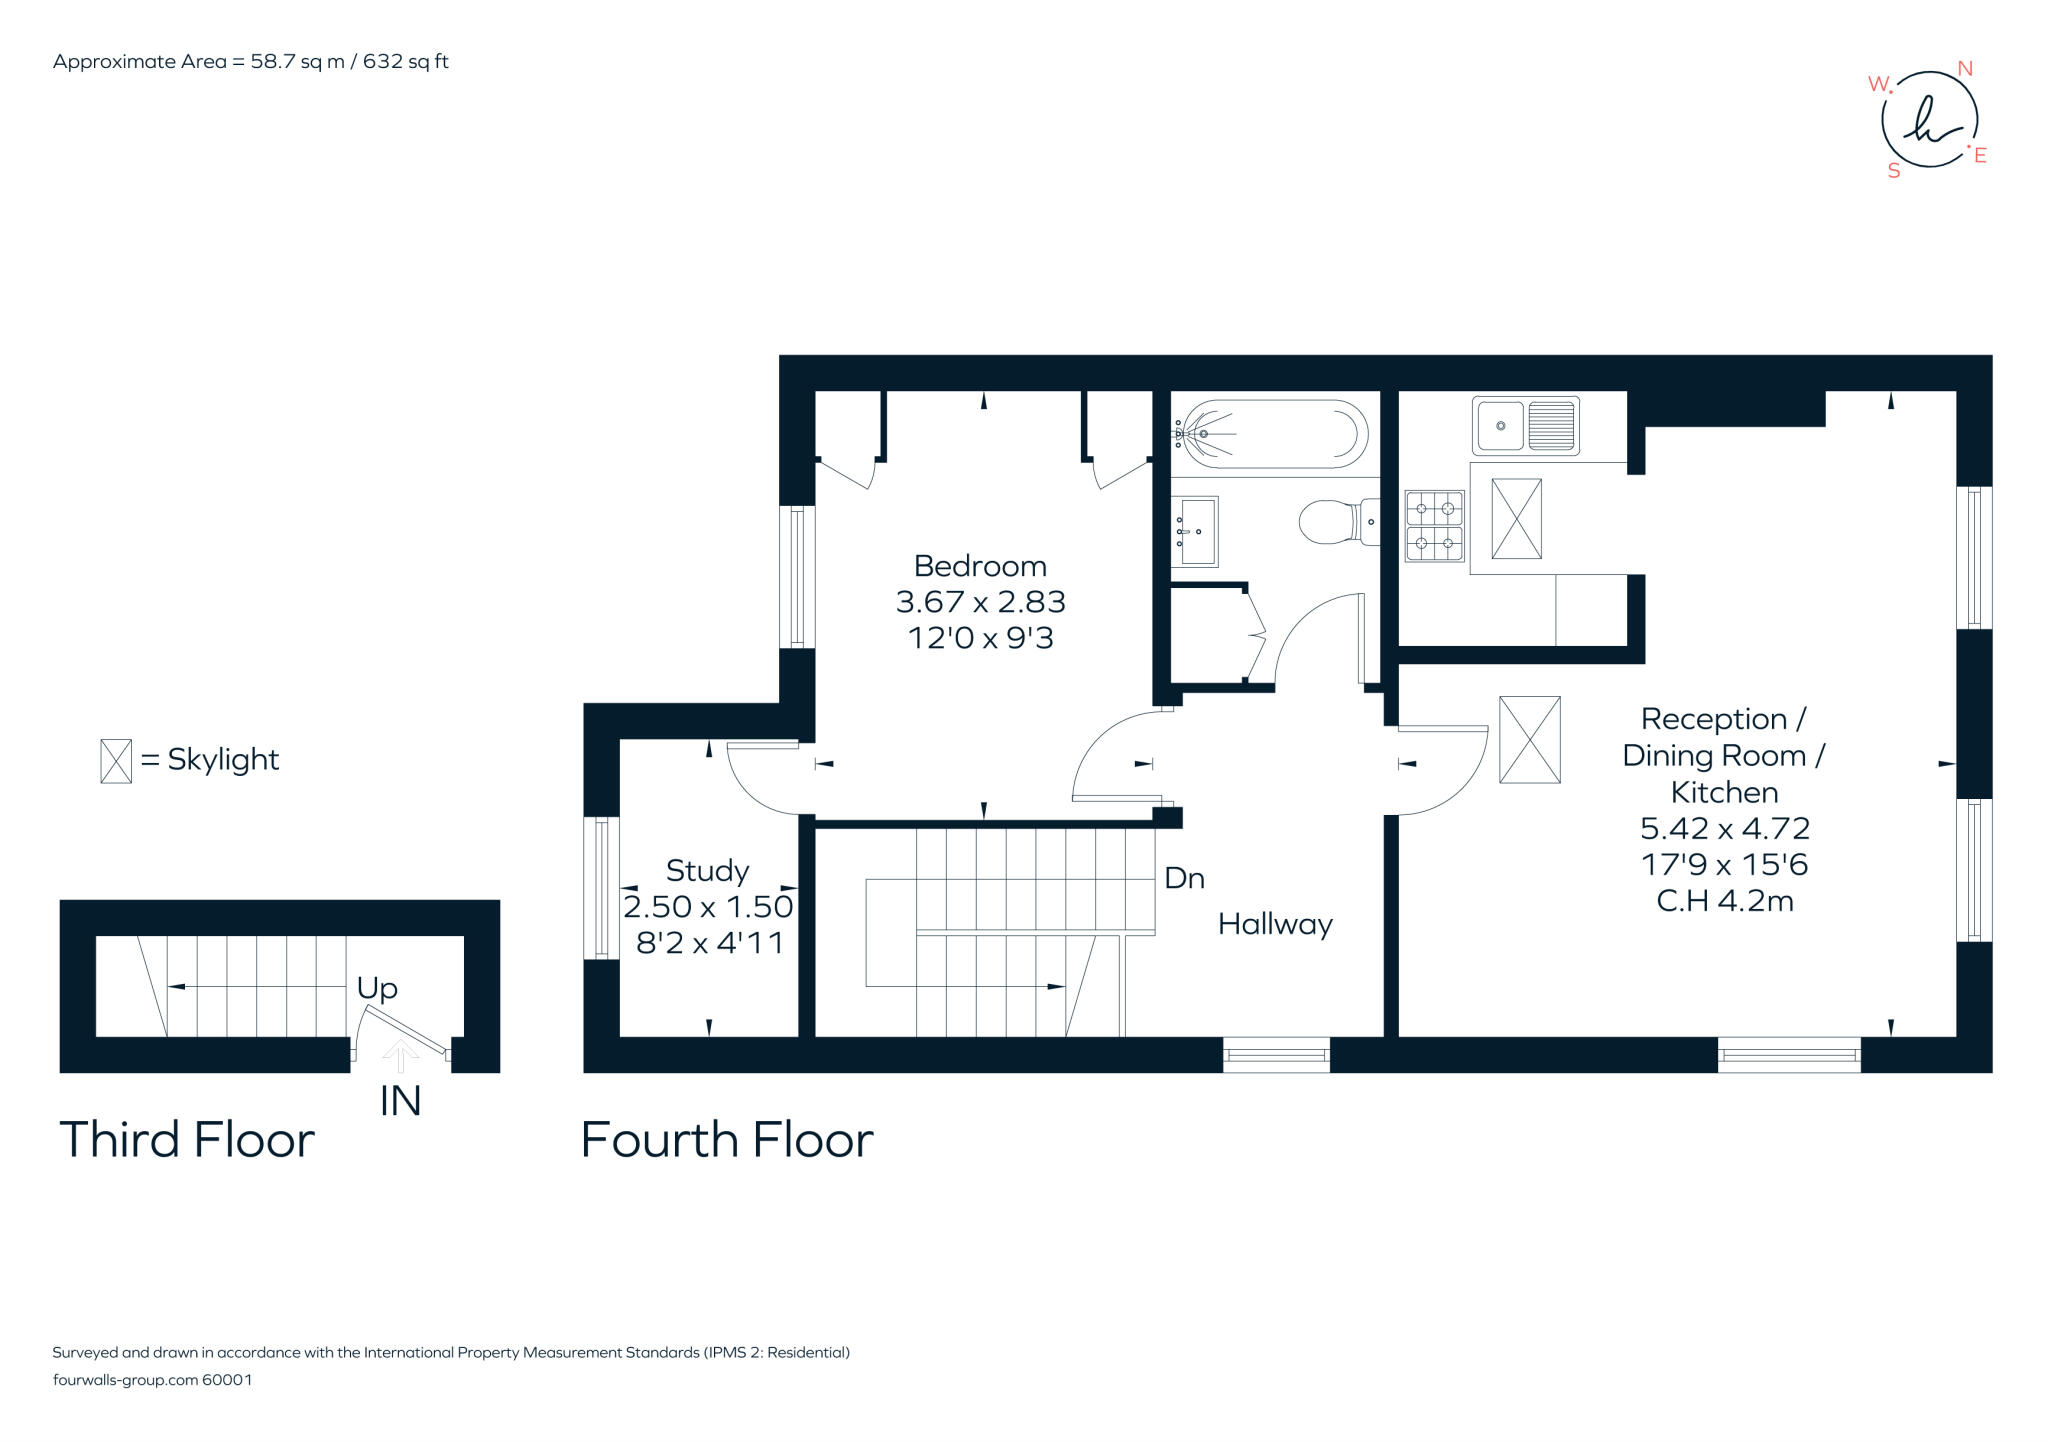 Approximate Area = 58.7 sq m / 632 sq ft
N
W
E
S
Bedroom
3.67 x 2.83
12'0 x 9'3
Reception /
Dining Room /
Kitchen
5.42 x 4.72
17'9 x 15'6
C.H 4.2m
= Skylight
Study
2.50 x 1.50
8'2 x 4'11
Dn
Hallway
Up
IN
Third Floor
Fourth Floor
Surveyed and drawn in accordance with the International Property Measurement Standards (IPMS 2: Residential)
fourwalls-group.com 60001